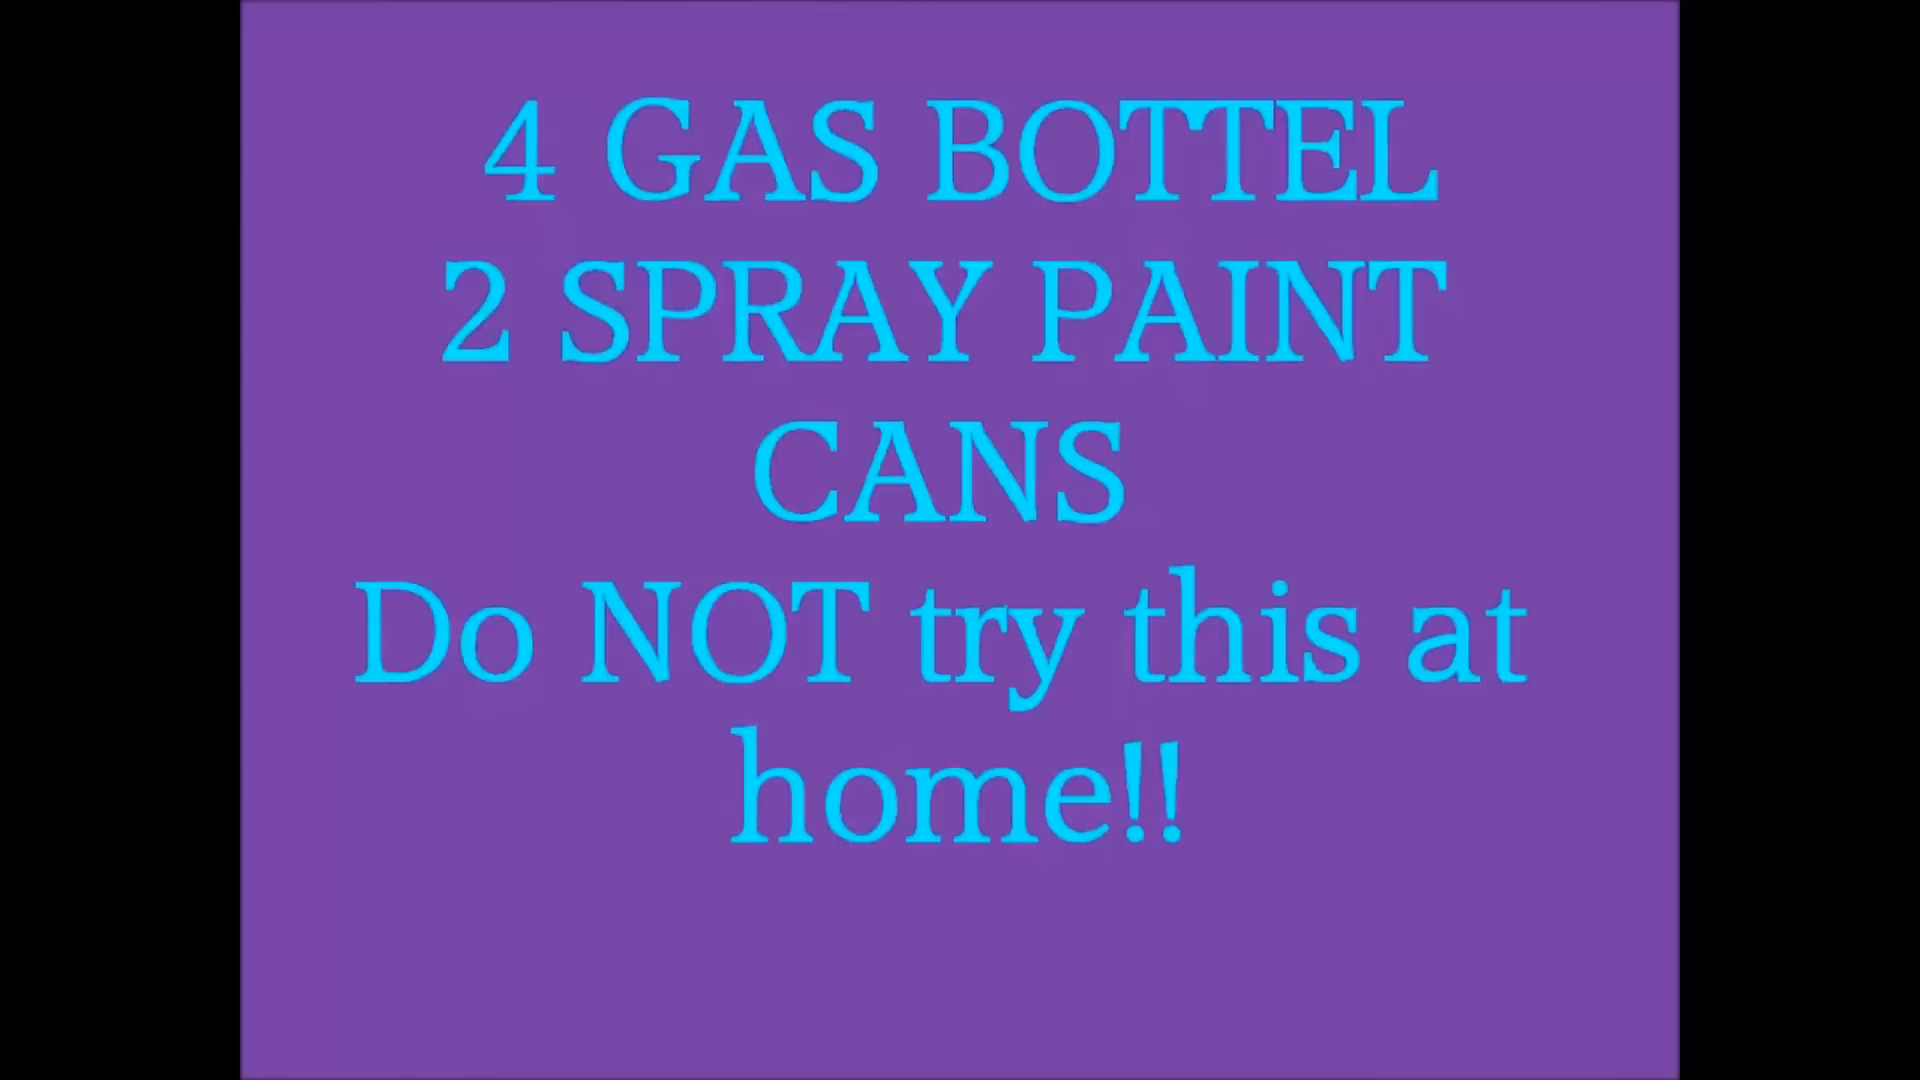 4 GAS BOTTEL
2 SPRAY PAINT
CANS
Do NOT try this at
home!!